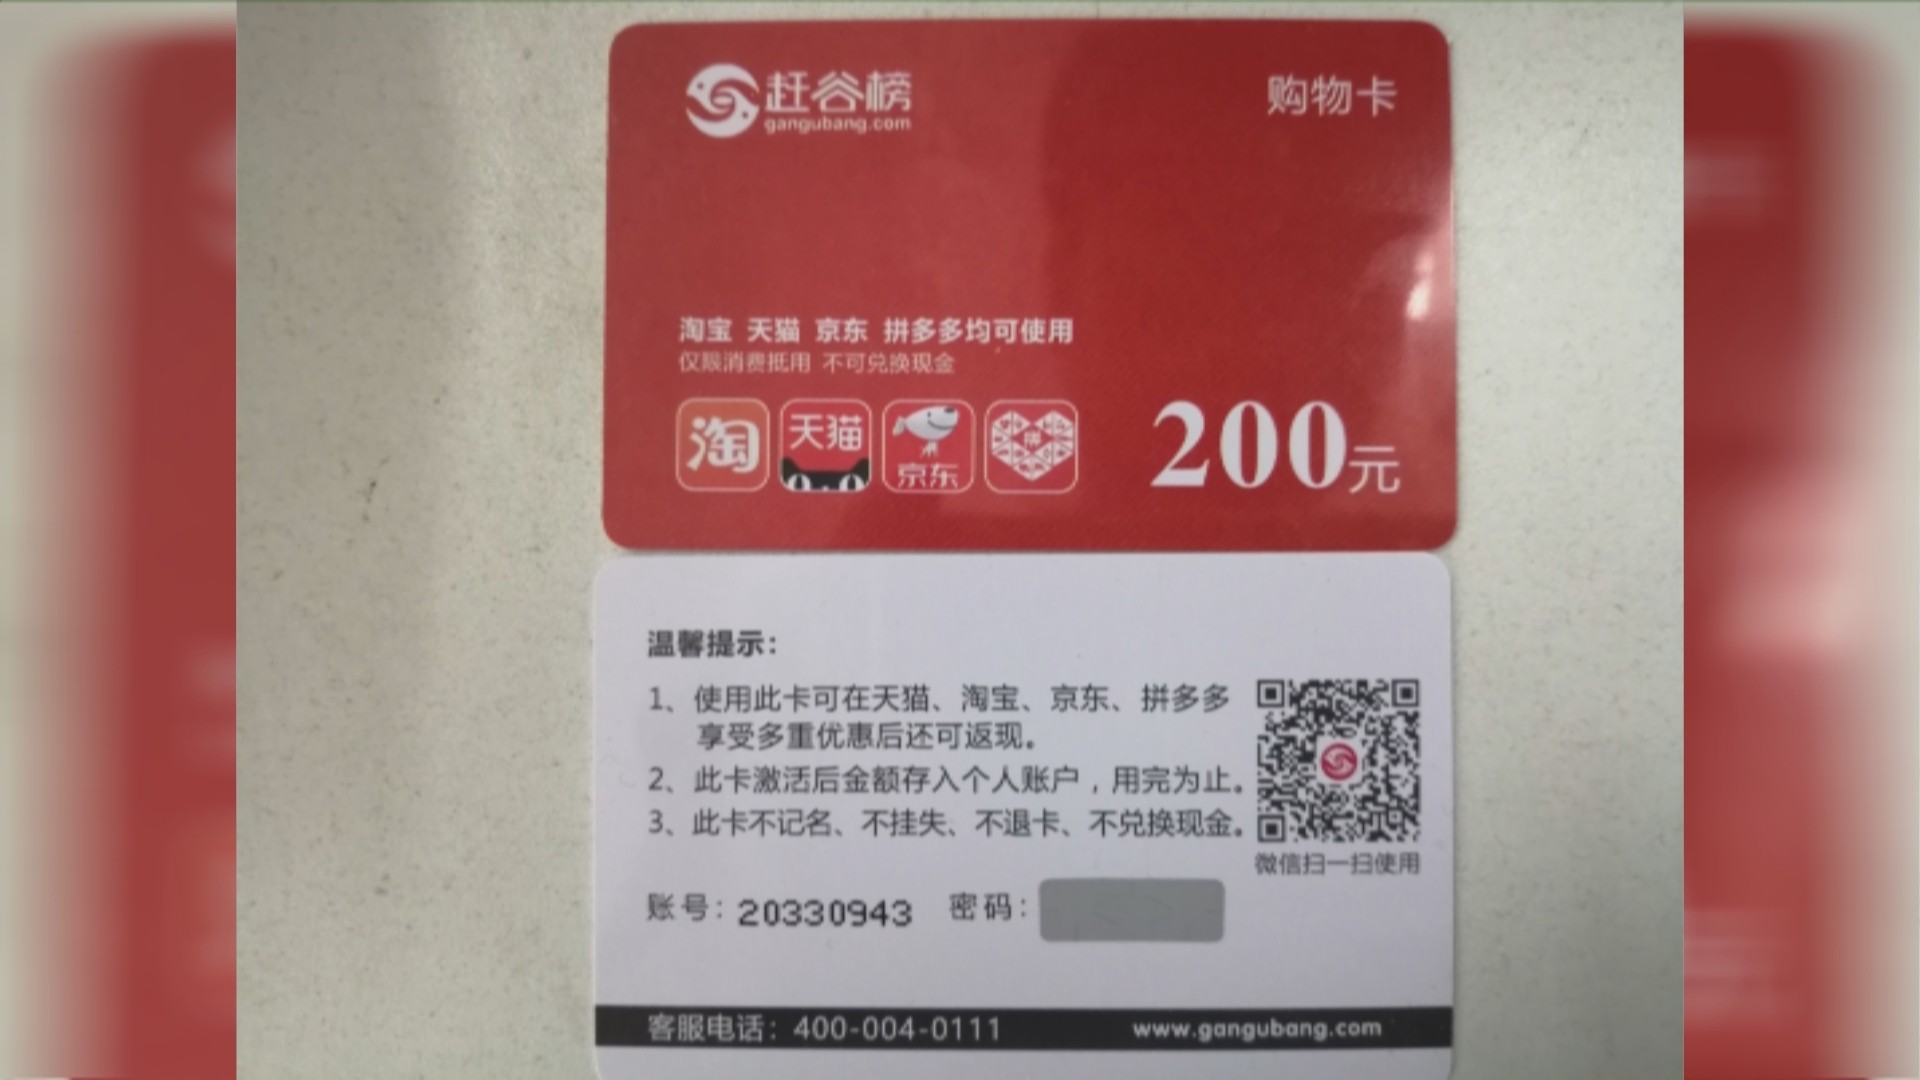 赶谷榜
gangubang.com
购物卡
淘宝 天猫 京东 拼多多均可使用
仅限消费抵用 不可兑换现金
淘 天猫 京东 拼
200元
温馨提示：
1、使用此卡可在天猫、淘宝、京东、拼多多
享受多重优惠后还可返现。
2、此卡激活后金额存入个人账户，用完为止。
3、此卡不记名、不挂失、不退卡、不兑换现金。
微信扫一扫使用
账号：20330943 密码：
客服电话：400-004-0111 www.gangubang.com